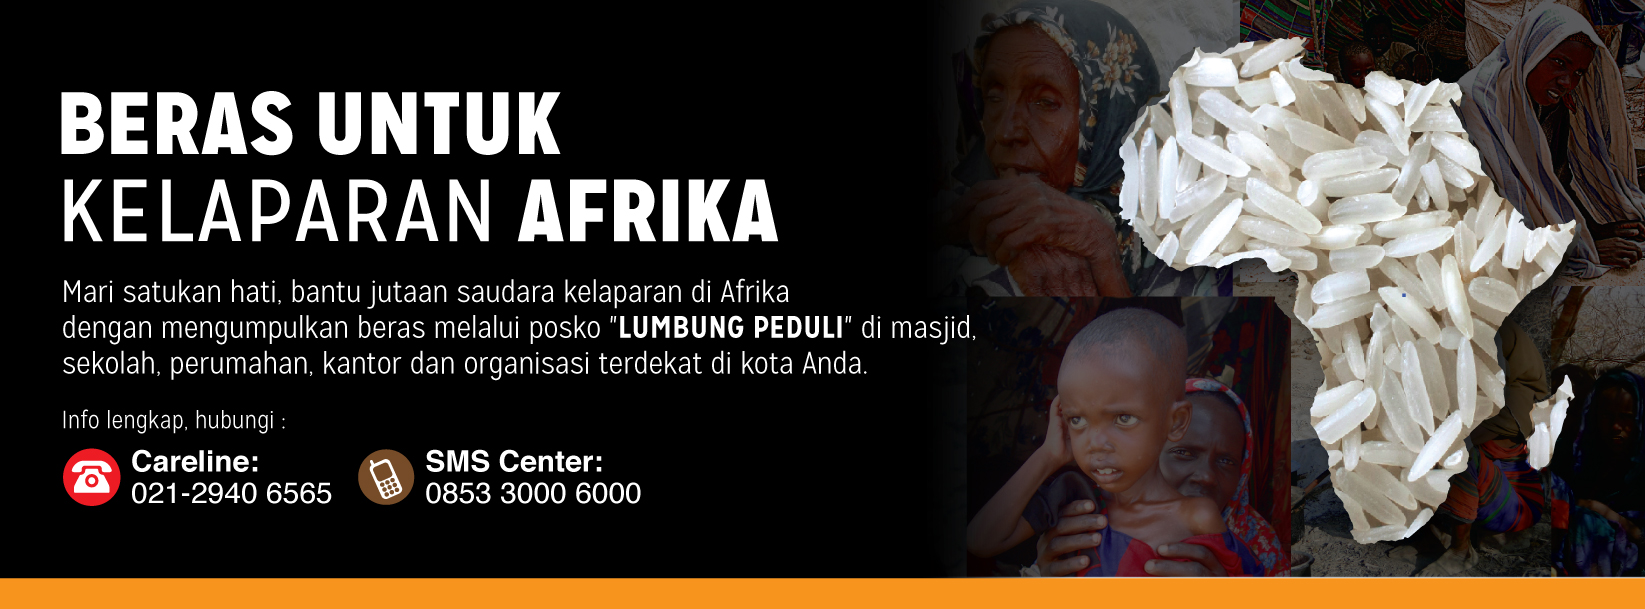 BERAS UNTUK
KELAPARAN AFRIKA
Mari satukan hati, bantu jutaan saudara kelaparan di Afrika
dengan mengumpulkan beras melalui posko "LUMBUNG PEDULI" di masjid,
sekolah, perumahan, kantor dan organisasi terdekat di kota Anda.
Info lengkap, hubungi :
Careline:
021-2940 6565
SMS Center:
0853 3000 6000